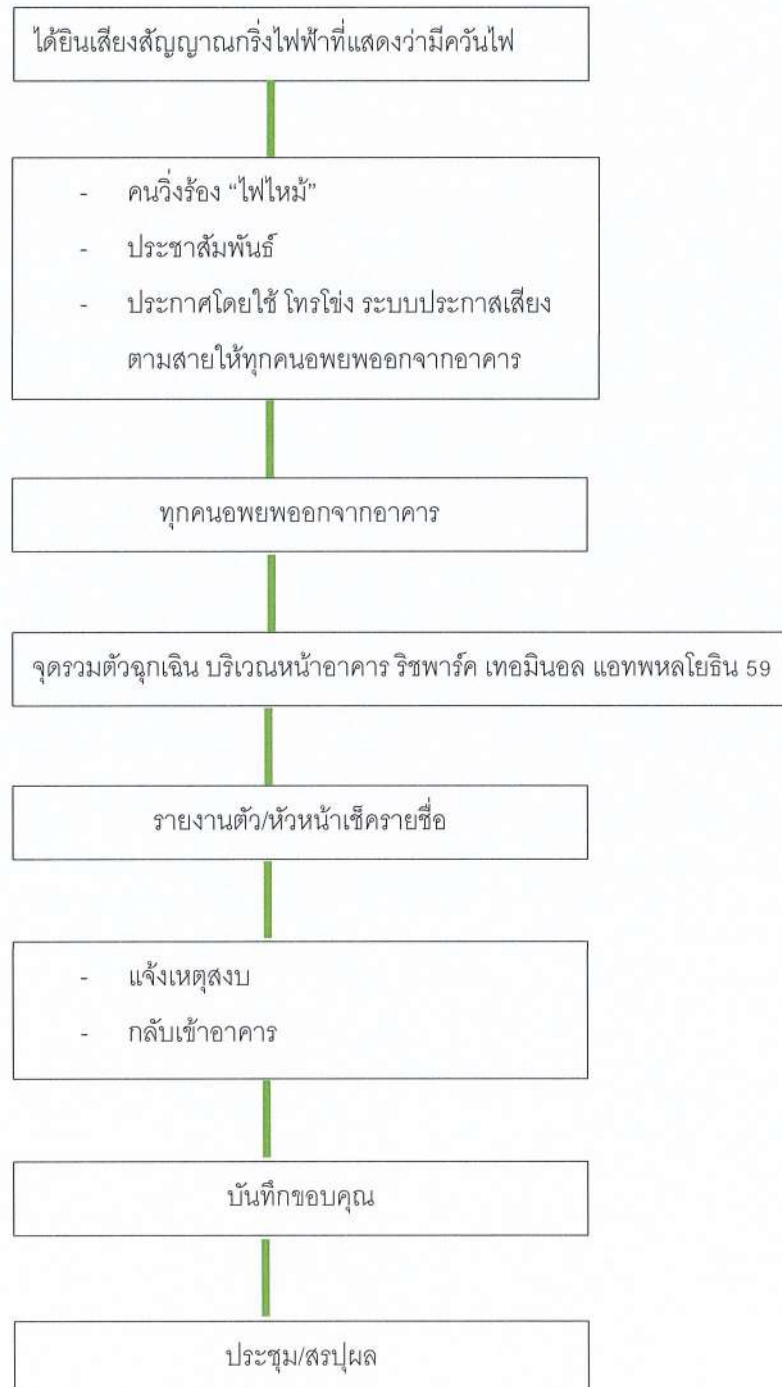 ได้ยินเสียงสัญญาณกริ่งไฟฟ้าที่แสดงว่ามีควันไฟ
- คนวิ่งร้อง “ไฟไหม้”
- ประชาสัมพันธ์
- ประกาศโดยใช้ โทรโข่ง ระบบประกาสเสียง
ตามสายให้ทุกคนอพยพออกจากอาคาร
ทุกคนอพยพออกจากอาคาร
จุดรวมตัวฉุกเฉิน บริเวณหน้าอาคาร ริชพาร์ค เทอมินอล แอทพหลโยธิน 59
รายงานตัว/หัวหน้าเช็ครายชื่อ
- แจ้งเหตุสงบ
- กลับเข้าอาคาร
บันทึกขอบคุณ
ประชุม/สรปุผล